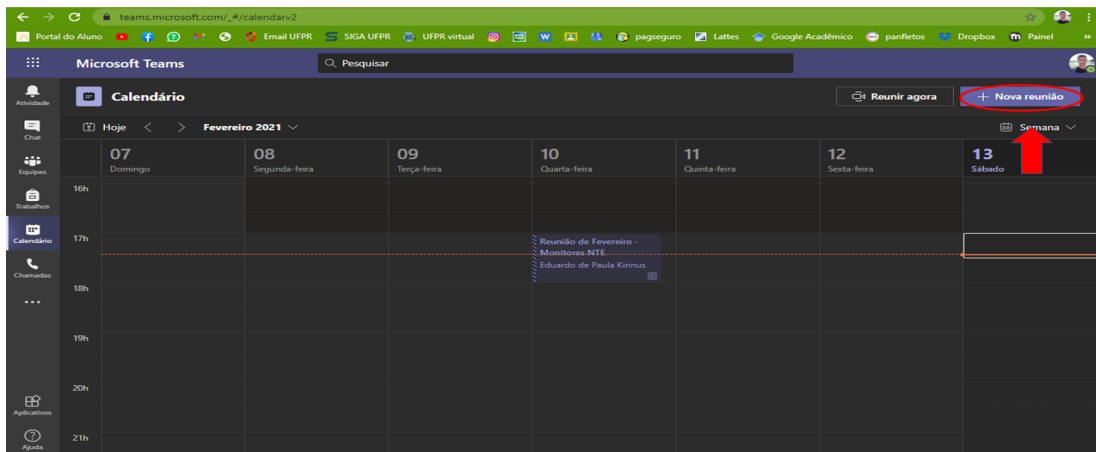 teams.microsoft.com/_#/calendarv2
Portal do Aluno Email UFPR SIGA UFPR UFPR virtual pagseguro Lattes Google Acadêmico panfletos Dropbox Painel »
Microsoft Teams
Pesquisar
Atividade
Calendário
Reunir agora
+ Nova reunião
Chat
Hoje < > Fevereiro 2021
Semana
Equipes
07 08 09 10 11 12 13
Domingo Segunda-feira Terça-feira Quarta-feira Quinta-feira Sexta-feira Sábado
Trabalhos
16h
Calendário
17h
Reunião de Fevereiro -
Monitores NTE
Eduardo de Paula Kirinus
Chamadas
18h
...
19h
20h
Aplicativos
21h
Ajuda